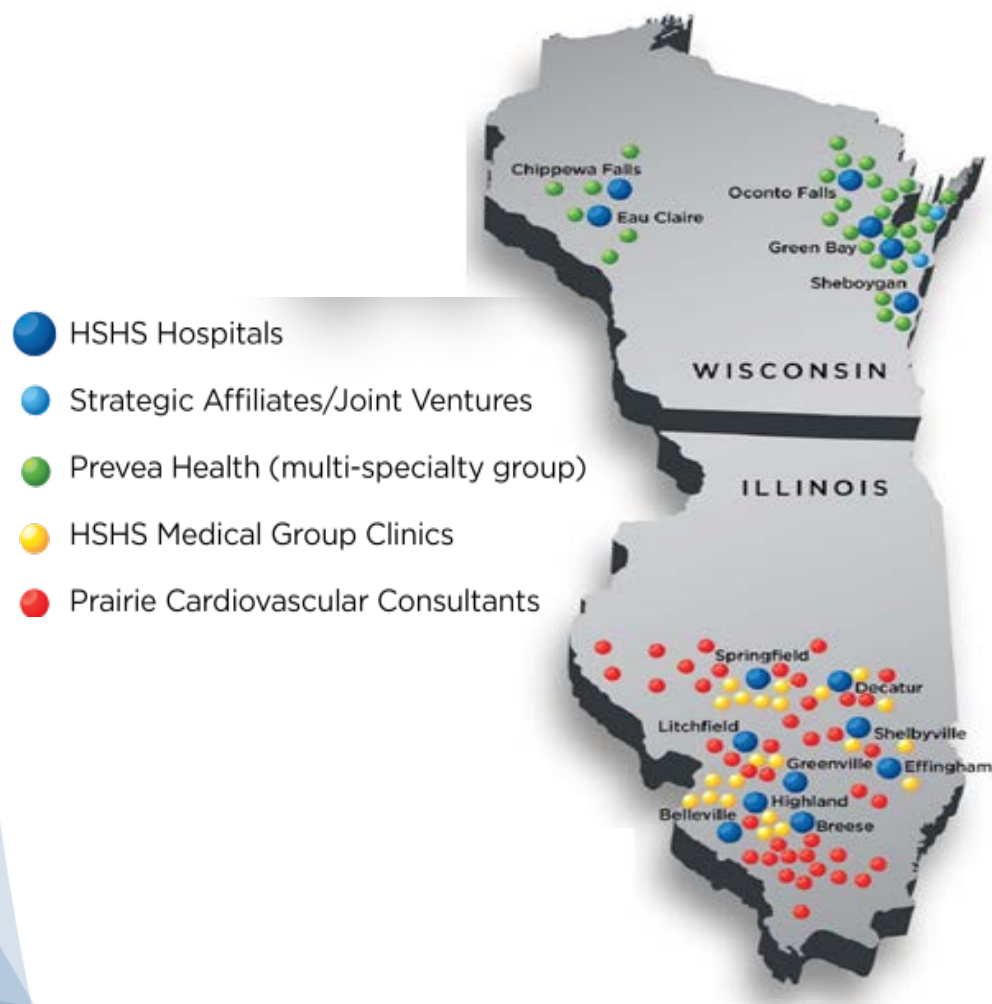 Chippewa Falls
Oconto Falls
Eau Claire
Green Bay
Sheboygan
HSHS Hospitals
WISCONSIN
Strategic Affiliates/Joint Ventures
Prevea Health (multi-specialty group)
ILLINOIS
HSHS Medical Group Clinics
Prairie Cardiovascular Consultants
Springfield
Decatur
Litchfield
Shelbyville
Greenville
Effingham
Highland
Belleville
Breese